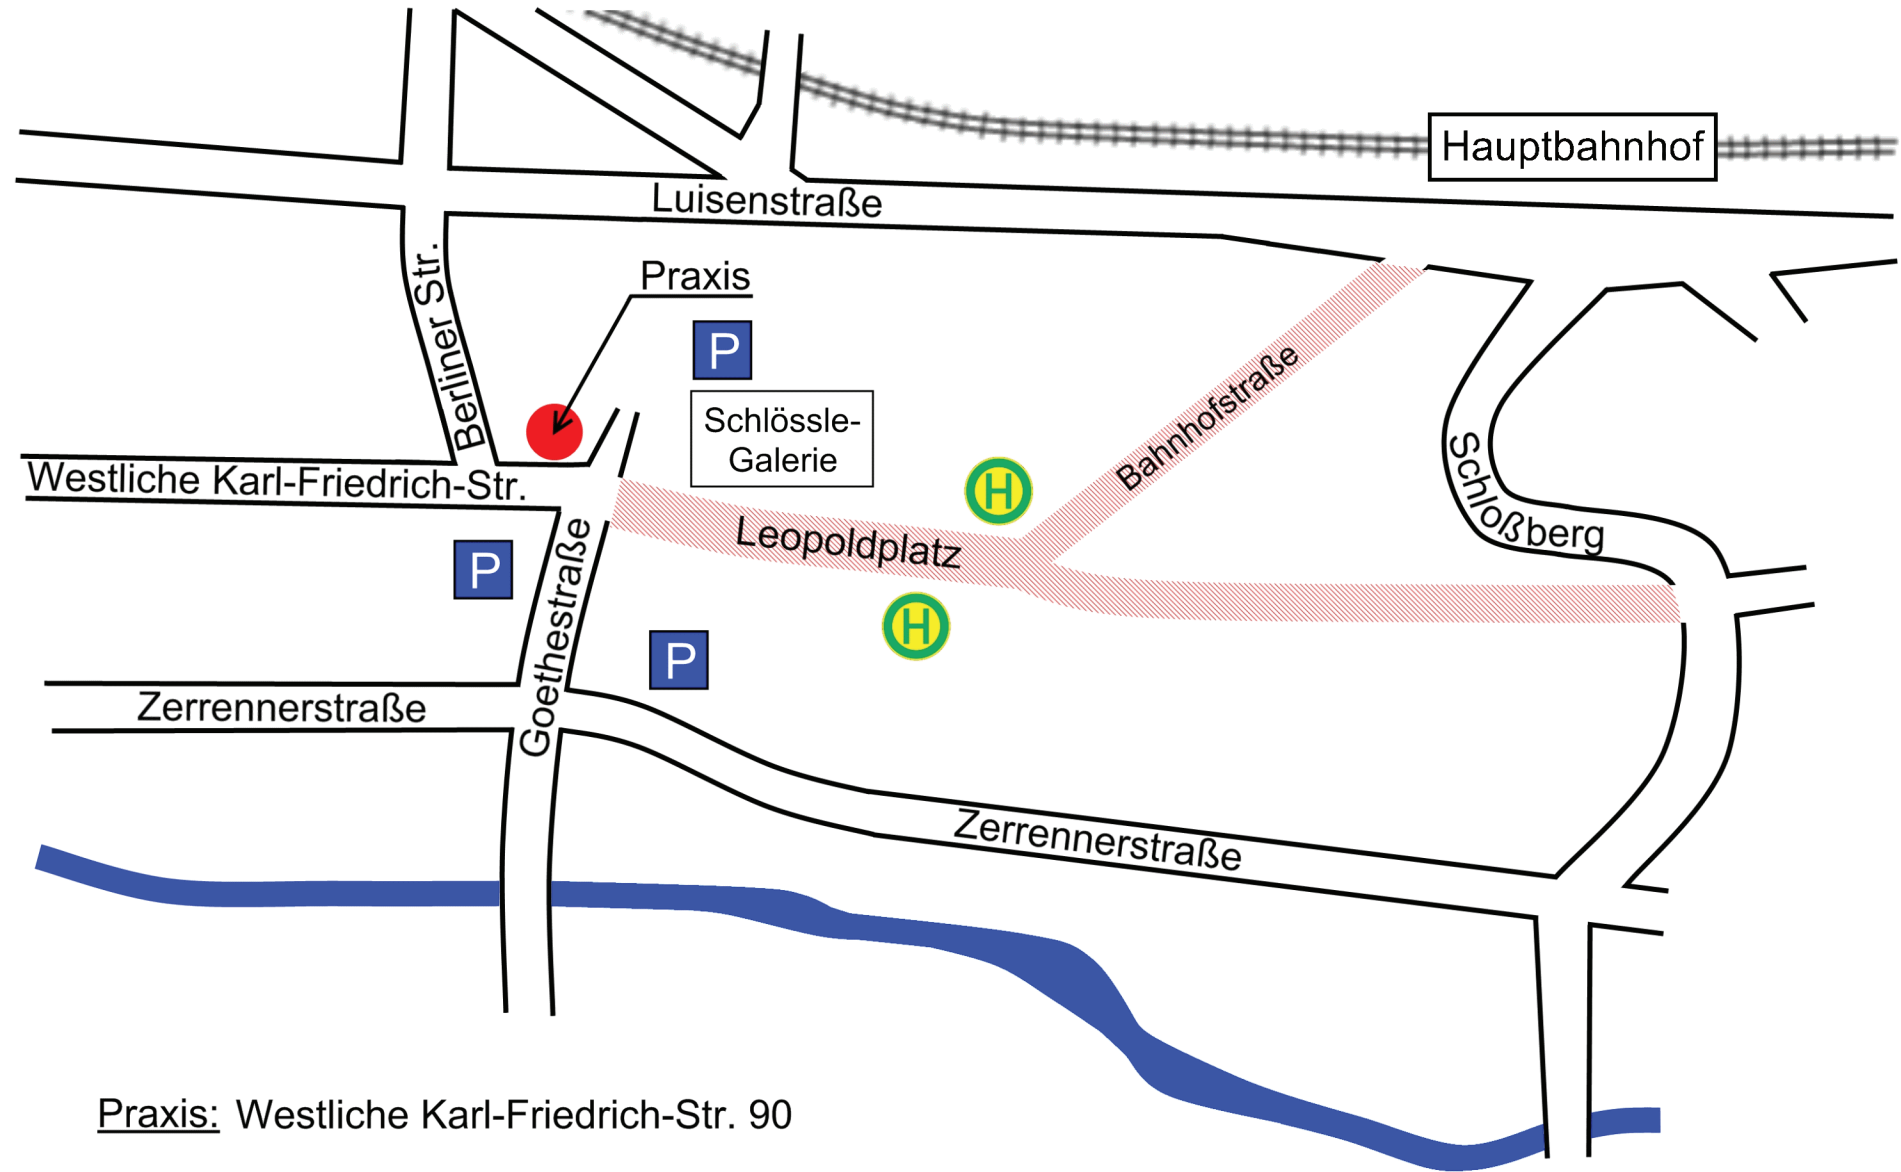 Hauptbahnhof
Luisenstraße
Berliner Str.
Praxis
P
Schlössle-
Galerie
Bahnhofstraße
Westliche Karl-Friedrich-Str.
H
Schloßberg
Leopoldplatz
P
Goethestraße
H
P
Zerrennerstraße
Zerrennerstraße
Praxis: Westliche Karl-Friedrich-Str. 90